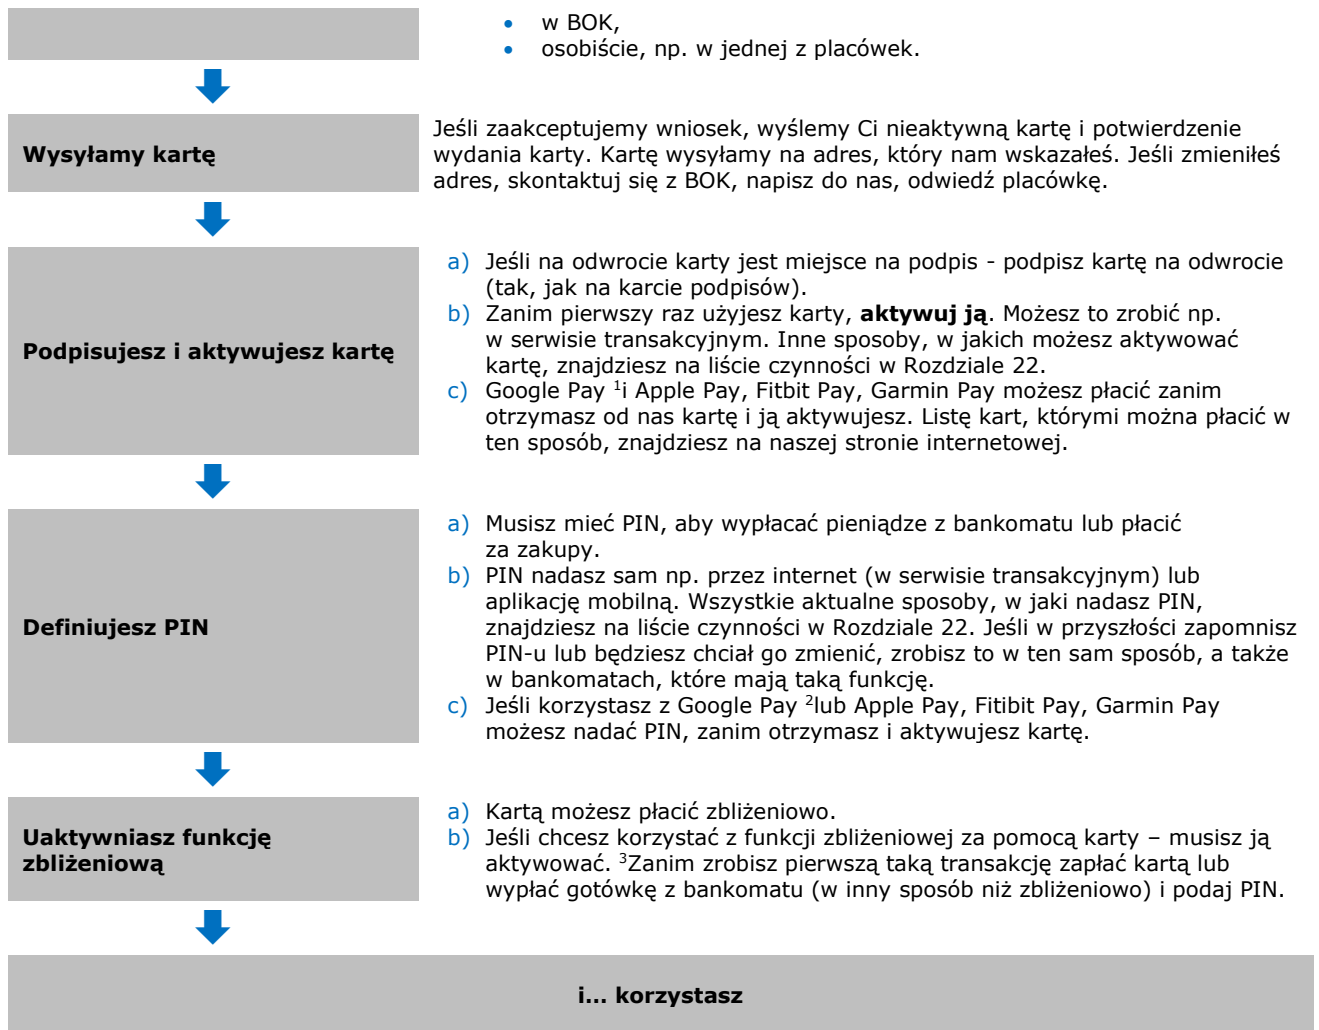 • w BOK,
• osobiście, np. w jednej z placówek.
Wysyłamy kartę
Jeśli zaakceptujemy wniosek, wyślemy Ci nieaktywną kartę i potwierdzenie
wydania karty. Kartę wysyłamy na adres, który nam wskazałeś. Jeśli zmieniłeś
adres, skontaktuj się z BOK, napisz do nas, odwiedź placówkę.
Podpisujesz i aktywujesz kartę
a) Jeśli na odwrocie karty jest miejsce na podpis - podpisz kartę na odwrocie
(tak, jak na karcie podpisów).
b) Zanim pierwszy raz użyjesz karty, aktywuj ją. Możesz to zrobić np.
w serwisie transakcyjnym. Inne sposoby, w jakich możesz aktywować
kartę, znajdziesz na liście czynności w Rozdziale 22.
c) Google Pay ¹i Apple Pay, Fitbit Pay, Garmin Pay możesz płacić zanim
otrzymasz od nas kartę i ją aktywujesz. Listę kart, którymi można płacić w
ten sposób, znajdziesz na naszej stronie internetowej.
Definiujesz PIN
a) Musisz mieć PIN, aby wypłacać pieniądze z bankomatu lub płacić
za zakupy.
b) PIN nadasz sam np. przez internet (w serwisie transakcyjnym) lub
aplikację mobilną. Wszystkie aktualne sposoby, w jaki nadasz PIN,
znajdziesz na liście czynności w Rozdziale 22. Jeśli w przyszłości zapomnisz
PIN-u lub będziesz chciał go zmienić, zrobisz to w ten sam sposób, a także
w bankomatach, które mają taką funkcję.
c) Jeśli korzystasz z Google Pay ²lub Apple Pay, Fitibit Pay, Garmin Pay
możesz nadać PIN, zanim otrzymasz i aktywujesz kartę.
Uaktywniasz funkcję
zbliżeniową
a) Kartą możesz płacić zbliżeniowo.
b) Jeśli chcesz korzystać z funkcji zbliżeniowej za pomocą karty – musisz ją
aktywować. ³Zanim zrobisz pierwszą taką transakcję zapłać kartą lub
wypłać gotówkę z bankomatu (w inny sposób niż zbliżeniowo) i podaj PIN.
i... korzystasz